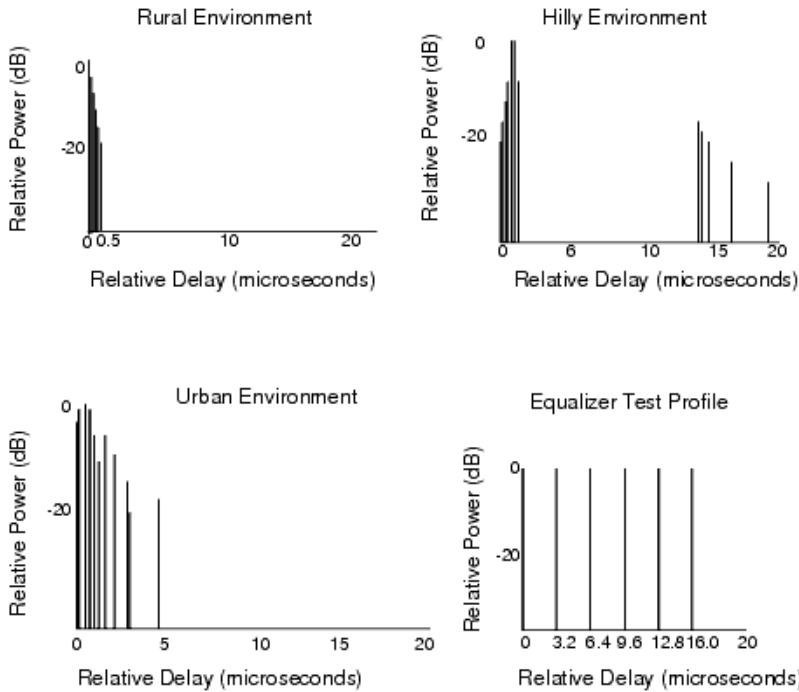 Rural Environment
Relative Power (dB)
0
-20
0 0.5 10 20
Relative Delay (microseconds)
Hilly Environment
Relative Power (dB)
0
-20
0 6 10 15 20
Relative Delay (microseconds)
Urban Environment
Relative Power (dB)
0
-20
0 5 10 15 20
Relative Delay (microseconds)
Equalizer Test Profile
Relative Power (dB)
0
-20
0 3.2 6.4 9.6 12.8 16.0 20
Relative Delay (microseconds)